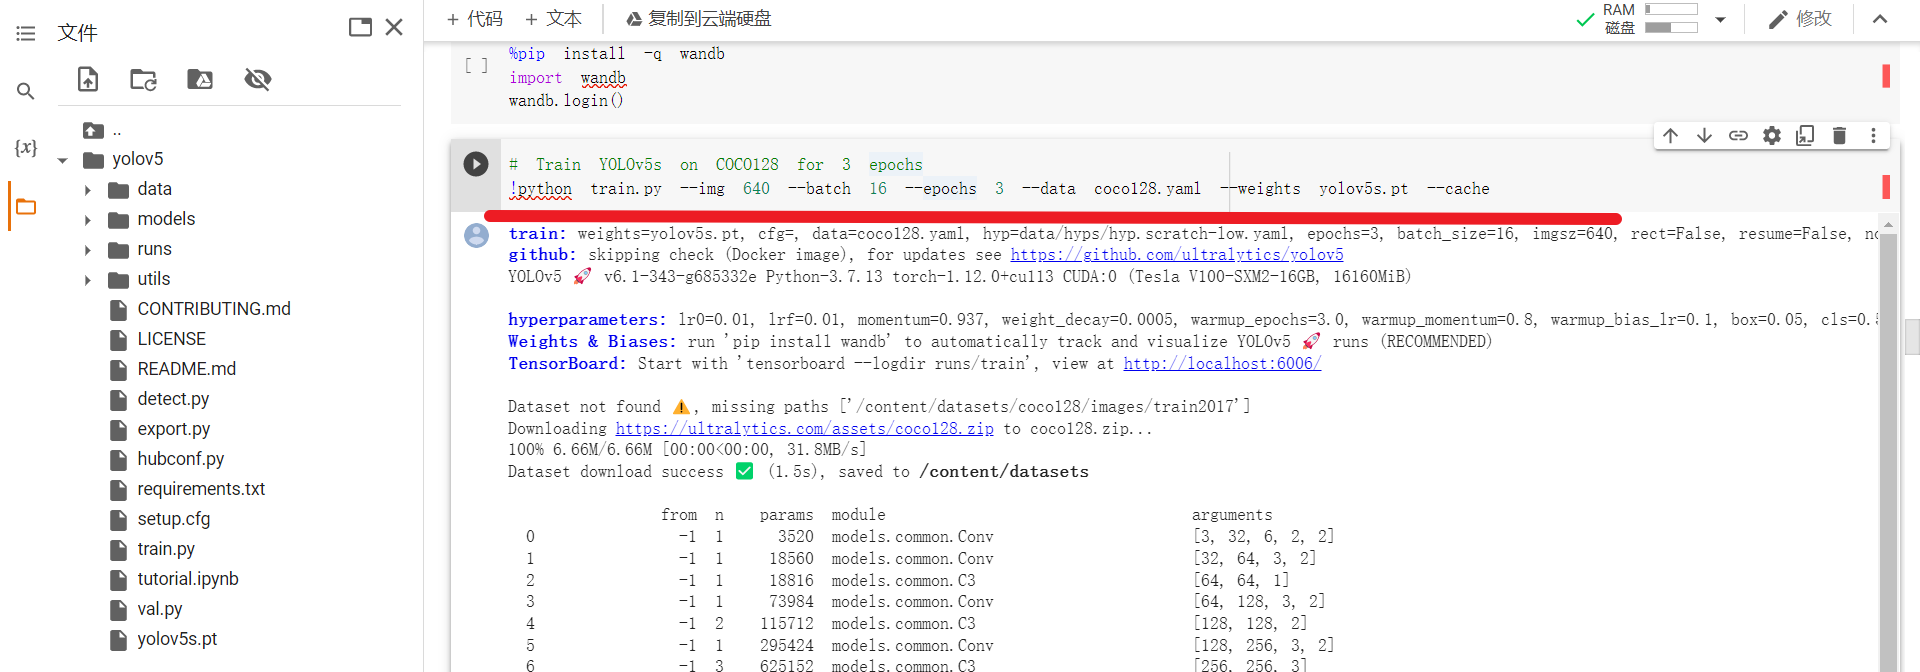 文件
+ 代码 + 文本 复制到云端硬盘
RAM
磁盘
修改
{x}
..
yolov5
data
models
runs
utils
CONTRIBUTING.md
LICENSE
README.md
detect.py
export.py
hubconf.py
requirements.txt
setup.cfg
train.py
tutorial.ipynb
val.py
yolov5s.pt
[ ]
%pip install -q wandb
import wandb
wandb.login()
# Train YOLOv5s on COCO128 for 3 epochs
!python train.py --img 640 --batch 16 --epochs 3 --data coco128.yaml --weights yolov5s.pt --cache
train: weights=yolov5s.pt, cfg=, data=coco128.yaml, hyp=data/hyps/hyp.scratch-low.yaml, epochs=3, batch_size=16, imgsz=640, rect=False, resume=False,
github: skipping check (Docker image), for updates see https://github.com/ultralytics/yolov5
YOLOv5 🚀 v6.1-343-g685332e Python-3.7.13 torch-1.12.0+cu113 CUDA:0 (Tesla V100-SXM2-16GB, 16160MiB)
hyperparameters: lr0=0.01, lrf=0.01, momentum=0.937, weight_decay=0.0005, warmup_epochs=3.0, warmup_momentum=0.8, warmup_bias_lr=0.1, box=0.05,
Weights & Biases: run 'pip install wandb' to automatically track and visualize YOLOv5 🚀 runs (RECOMMENDED)
TensorBoard: Start with 'tensorboard --logdir runs/train', view at http://localhost:6006/
Dataset not found ⚠️, missing paths ['/content/datasets/coco128/images/train2017']
Downloading https://ultralytics.com/assets/coco128.zip to coco128.zip...
100% 6.66M/6.66M [00:00<00:00, 31.8MB/s]
Dataset download success ✅ (1.5s), saved to /content/datasets
from n params module arguments
0 -1 1 3520 models.common.Conv [3, 32, 6, 2, 2]
1 -1 1 18560 models.common.Conv [32, 64, 3, 2]
2 -1 1 18816 models.common.C3 [64, 64, 1]
3 -1 1 73984 models.common.Conv [64, 128, 3, 2]
4 -1 2 115712 models.common.C3 [128, 128, 2]
5 -1 1 295424 models.common.Conv [128, 256, 3, 2]
6 -1 3 625152 models.common.C3 [256, 256, 3]